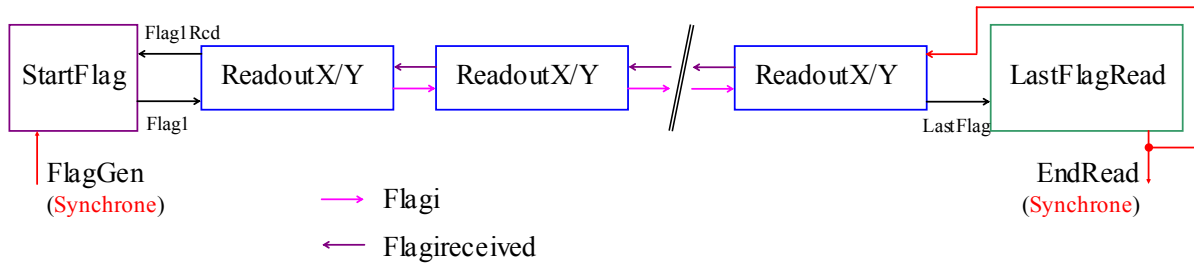 Flag1Rcd
StartFlag
ReadoutX/Y
ReadoutX/Y
ReadoutX/Y
LastFlagRead
Flag1
LastFlag
FlagGen
(Synchrone)
EndRead
(Synchrone)
Flagi
Flagireceived